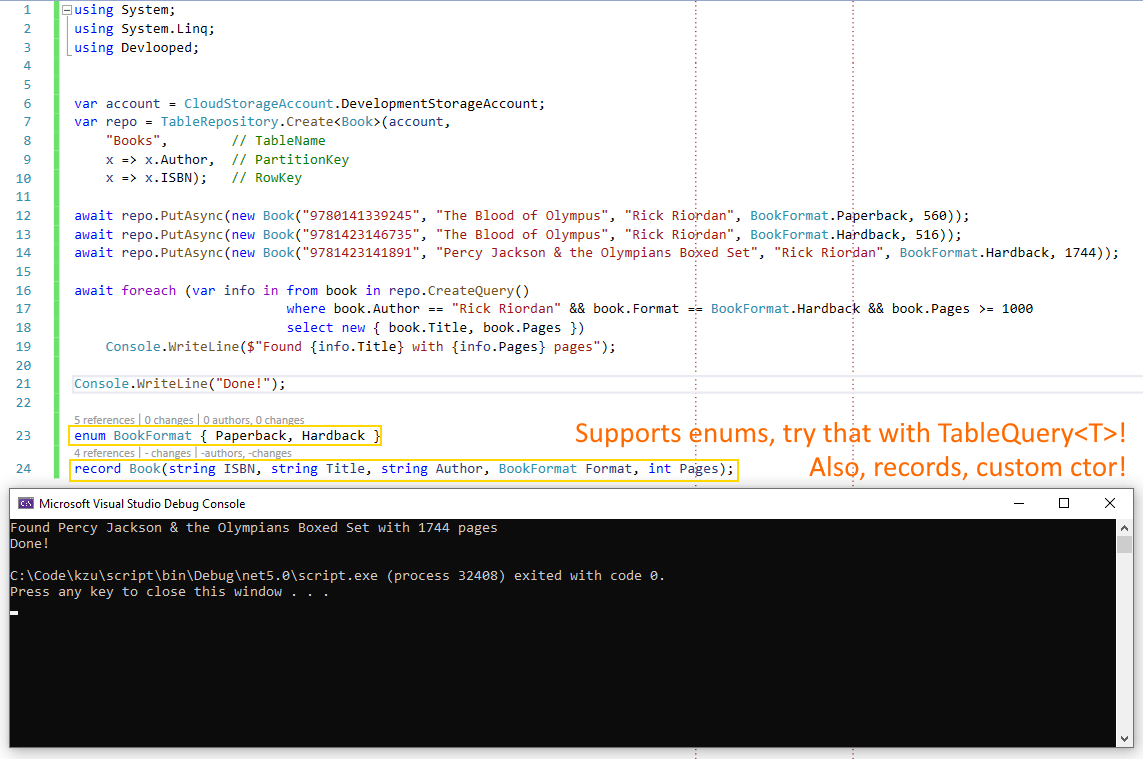 1 using System;
2 using System.Linq;
3 using Devlooped;
4
5
6 var account = CloudStorageAccount.DevelopmentStorageAccount;
7 var repo = TableRepository.Create<Book>(account,
8 "Books", // TableName
9 x => x.Author, // PartitionKey
10 x => x.ISBN); // RowKey
11
12 await repo.PutAsync(new Book("9780141339245", "The Blood of Olympus", "Rick Riordan", BookFormat.Paperback, 560));
13 await repo.PutAsync(new Book("9781423146735", "The Blood of Olympus", "Rick Riordan", BookFormat.Hardback, 516));
14 await repo.PutAsync(new Book("9781423141891", "Percy Jackson & the Olympians Boxed Set", "Rick Riordan", BookFormat.Hardback, 1744));
15
16 await foreach (var info in from book in repo.CreateQuery()
17 where book.Author == "Rick Riordan" && book.Format == BookFormat.Hardback && book.Pages >= 1000
18 select new { book.Title, book.Pages })
19 Console.WriteLine($"Found {info.Title} with {info.Pages} pages");
20
21 Console.WriteLine("Done!");
22
5 references | 0 changes | 0 authors, 0 changes
23 enum BookFormat { Paperback, Hardback }
Supports enums, try that with TableQuery<T>!
4 references | - changes | -authors, -changes
24 record Book(string ISBN, string Title, string Author, BookFormat Format, int Pages);
Also, records, custom ctor!
C:\ Microsoft Visual Studio Debug Console
Found Percy Jackson & the Olympians Boxed Set with 1744 pages
Done!
C:\Code\kzu\script\bin\Debug\net5.0\script.exe (process 32408) exited with code 0.
Press any key to close this window . . .